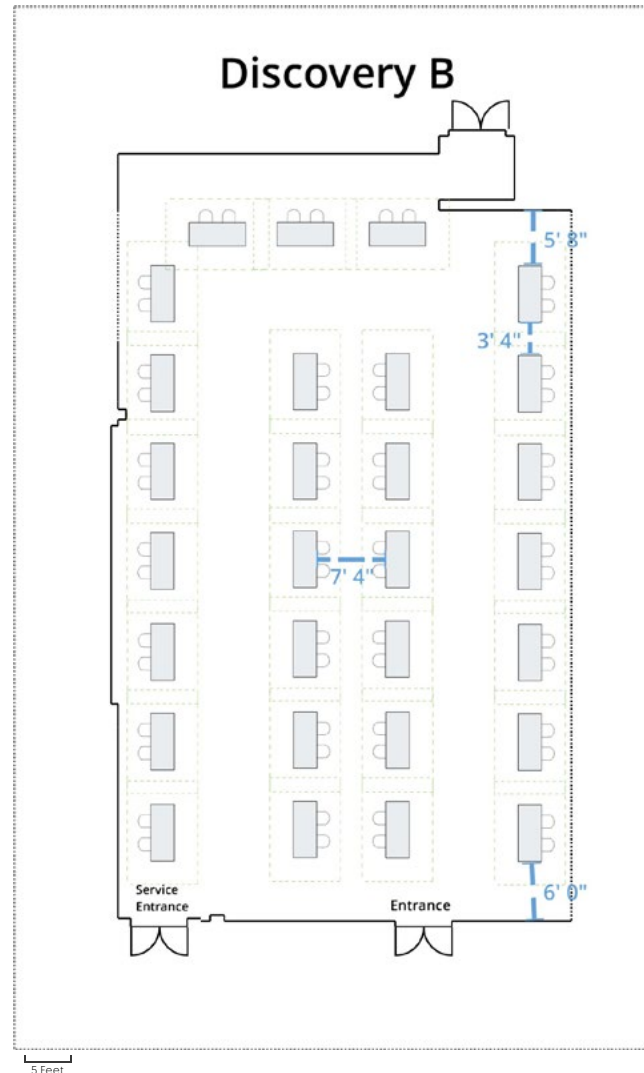 Discovery B
5' 8"
3' 4"
7' 4"
6' 0"
Service
Entrance
Entrance
5 Feet